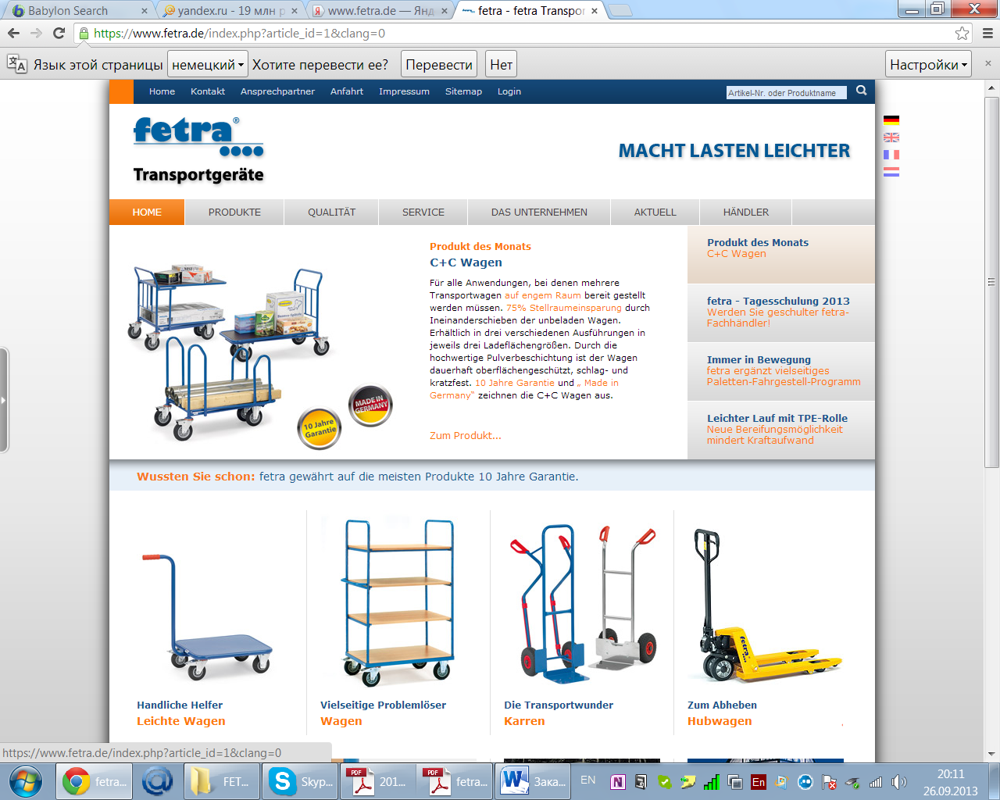 Babylon Search
yandex.ru - 19 млн р
www.fetra.de — Янд
fetra - fetra Transpor
https://www.fetra.de/index.php?article_id=1&clang=0
Язык этой страницы немецкий Хотите перевести ее? Перевести Нет Настройки
Home Kontakt Ansprechpartner Anfahrt Impressum Sitemap Login Artikel-Nr. oder Produktname
fetra®
Transportgeräte
MACHT LASTEN LEICHTER
HOME PRODUKTE QUALITÄT SERVICE DAS UNTERNEHMEN AKTUELL HÄNDLER
Produkt des Monats
C+C Wagen
Für alle Anwendungen, bei denen mehrere
Transportwagen auf engem Raum bereit gestellt
werden müssen. 75% Stellraumeinsparung durch
Ineinanderschieben der unbeladen Wagen.
Erhältlich in drei verschiedenen Ausführungen in
jeweils drei Ladeflächengrößen. Durch die
hochwertige Pulverbeschichtung ist der Wagen
dauerhaft oberflächengeschützt, schlag- und
kratzfest. 10 Jahre Garantie und „ Made in
Germany“ zeichnen die C+C Wagen aus.
Zum Produkt...
10 Jahre
Garantie
MADE IN
GERMANY
Produkt des Monats
C+C Wagen
fetra - Tagesschulung 2013
Werden Sie geschulter fetra-
Fachhändler!
Immer in Bewegung
fetra ergänzt vielseitiges
Paletten-Fahrgestell-Programm
Leichter Lauf mit TPE-Rolle
Neue Bereifungsmöglichkeit
mindert Kraftaufwand
Wussten Sie schon: fetra gewährt auf die meisten Produkte 10 Jahre Garantie.
fetra
Handliche Helfer
Leichte Wagen
Vielseitige Problemlöser
Wagen
Die Transportwunder
Karren
Zum Abheben
Hubwagen
https://www.fetra.de/index.php?article_id=1&clang=0
fetra...
FET...
Skyp...
PDF
201...
PDF
fetra...
Зака...
EN
En
20:11
26.09.2013